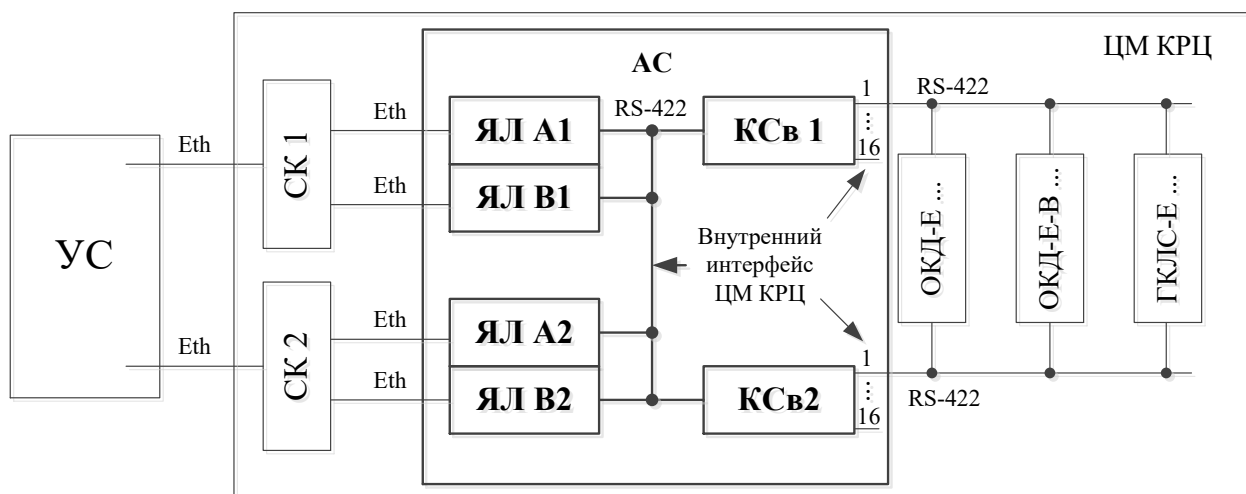 ЦМ КРЦ
АС
УС
Eth
Eth
СК 1
СК 2
Eth
Eth
Eth
Eth
ЯЛ А1
ЯЛ В1
ЯЛ А2
ЯЛ В2
RS-422
КСв 1
КСв2
1
⋮
16
1
⋮
16
Внутренний
интерфейс
ЦМ КРЦ
RS-422
RS-422
ОКД-Е ...
ОКД-Е-В ...
ГКЛС-Е ...